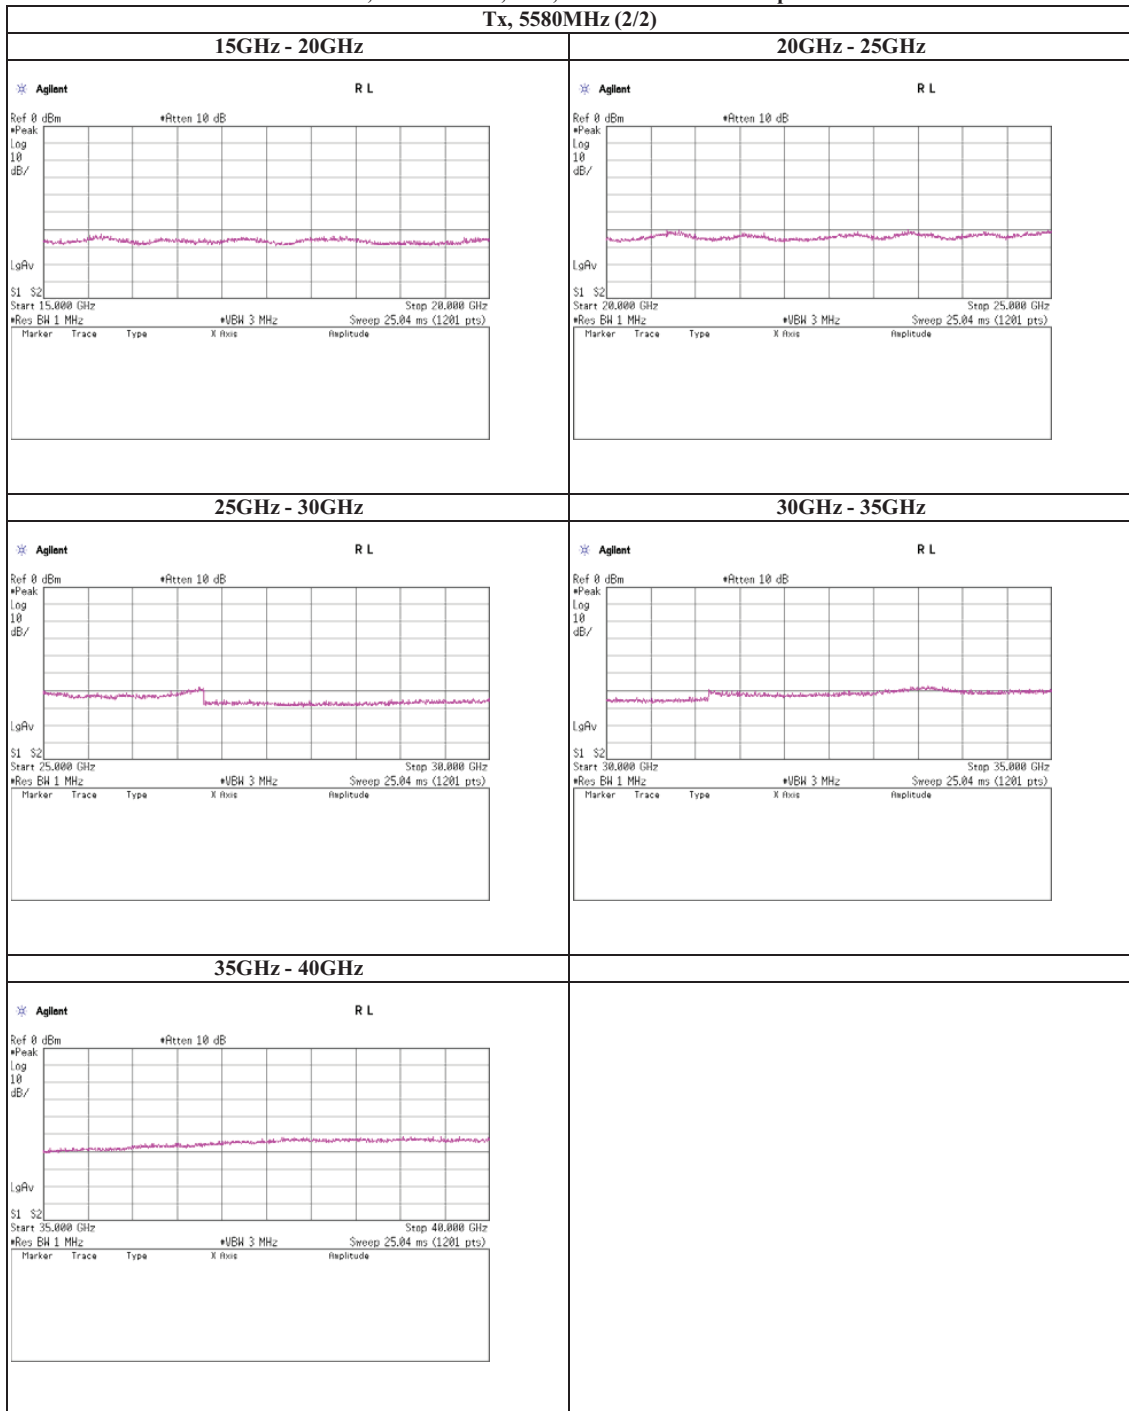 Tx, 5580MHz (2/2)
15GHz - 20GHz
20GHz - 25GHz
Agilent R L
Ref 0 dBm #Atten 10 dB
#Peak
Log
10
dB/
LgAv
S1 S2
Start 15.000 GHz Stop 20.000 GHz
#Res BW 1 MHz #VBW 3 MHz Sweep 25.04 ms (1201 pts)
Marker Trace Type X Axis Amplitude
Agilent R L
Ref 0 dBm #Atten 10 dB
#Peak
Log
10
dB/
LgAv
S1 S2
Start 20.000 GHz Stop 25.000 GHz
#Res BW 1 MHz #VBW 3 MHz Sweep 25.04 ms (1201 pts)
Marker Trace Type X Axis Amplitude
25GHz - 30GHz
30GHz - 35GHz
Agilent R L
Ref 0 dBm #Atten 10 dB
#Peak
Log
10
dB/
LgAv
S1 S2
Start 25.000 GHz Stop 30.000 GHz
#Res BW 1 MHz #VBW 3 MHz Sweep 25.04 ms (1201 pts)
Marker Trace Type X Axis Amplitude
Agilent R L
Ref 0 dBm #Atten 10 dB
#Peak
Log
10
dB/
LgAv
S1 S2
Start 30.000 GHz Stop 35.000 GHz
#Res BW 1 MHz #VBW 3 MHz Sweep 25.04 ms (1201 pts)
Marker Trace Type X Axis Amplitude
35GHz - 40GHz
Agilent R L
Ref 0 dBm #Atten 10 dB
#Peak
Log
10
dB/
LgAv
S1 S2
Start 35.000 GHz Stop 40.000 GHz
#Res BW 1 MHz #VBW 3 MHz Sweep 25.04 ms (1201 pts)
Marker Trace Type X Axis Amplitude